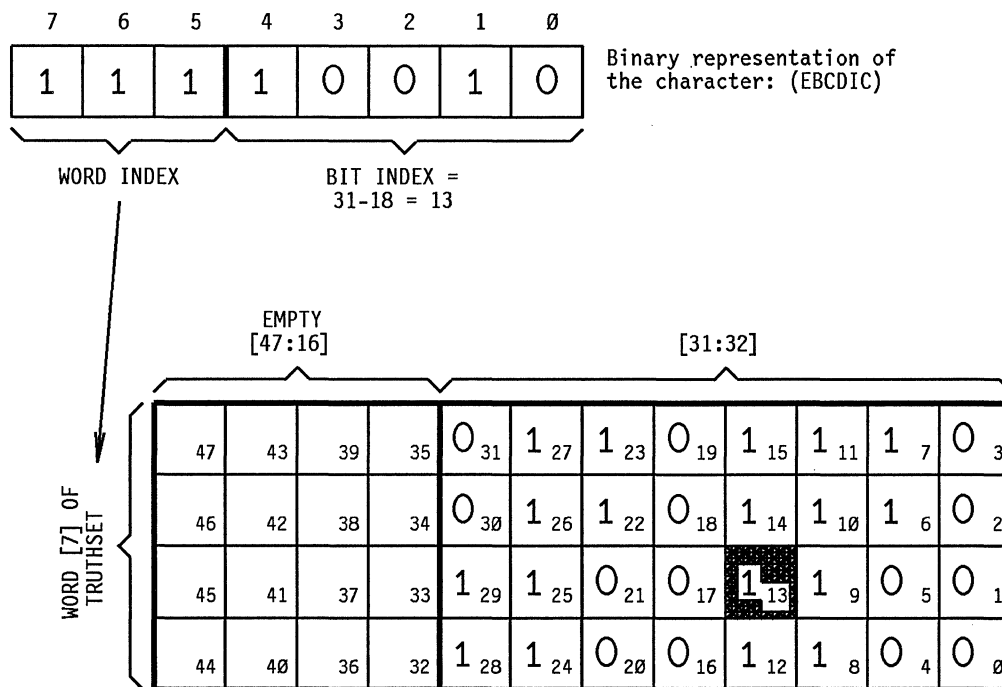 7 6 5 4 3 2 1 Ø
1 1 1 1 0 0 1 0
Binary representation of
the character: (EBCDIC)
WORD INDEX
BIT INDEX =
31-18 = 13
EMPTY
[47:16]
[31:32]
WORD [7] OF
TRUTHSET
47 43 39 35 0 31 1 27 1 23 0 19 1 15 1 11 1 7 0 3
46 42 38 34 0 3Ø 1 26 1 22 0 18 1 14 1 1Ø 1 6 0 2
45 41 37 33 1 29 1 25 0 21 0 17 1 13 1 9 0 5 0 1
44 4Ø 36 32 1 28 1 24 0 2Ø 0 16 1 12 1 8 0 4 0 Ø